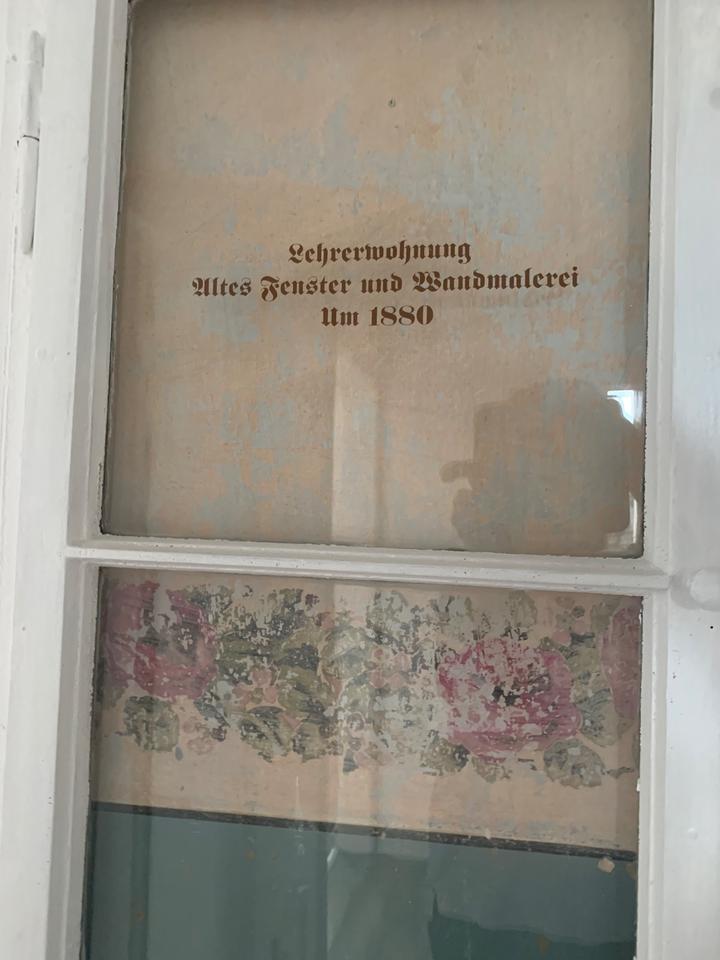 Lehrerwohnung
Altes Fenster und Wandmalerei
Um 1880